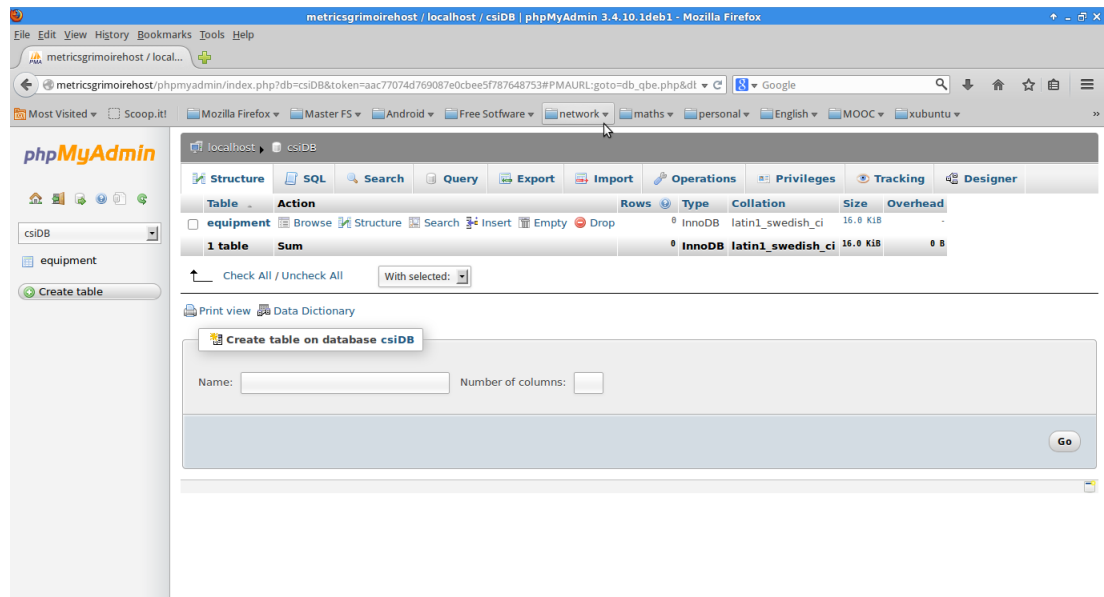 metricsgrimoirehost / localhost / csiDB | phpMyAdmin 3.4.10.1deb1 - Mozilla Firefox
File Edit View History Bookmarks Tools Help
metricsgrimoirehost / local...
metricsgrimoirehost/phpmyadmin/index.php?db=csiDB&token=aac77074d769087e0cbee5f787648753#PMAURL:goto=db_qbe.php&dt Google
Most Visited Scoop.it! Mozilla Firefox Master FS Android Free Sotfware network maths personal English MOOC xubuntu »
phpMyAdmin
csiDB
equipment
Create table
localhost csiDB
Structure SQL Search Query Export Import Operations Privileges Tracking Designer
Table Action Rows Type Collation Size Overhead
equipment Browse Structure Search Insert Empty Drop 0 InnoDB latin1_swedish_ci 16.0 KiB -
1 table Sum 0 InnoDB latin1_swedish_ci 16.0 KiB 0 B
Check All / Uncheck All With selected:
Print view Data Dictionary
Create table on database csiDB
Name: Number of columns:
Go